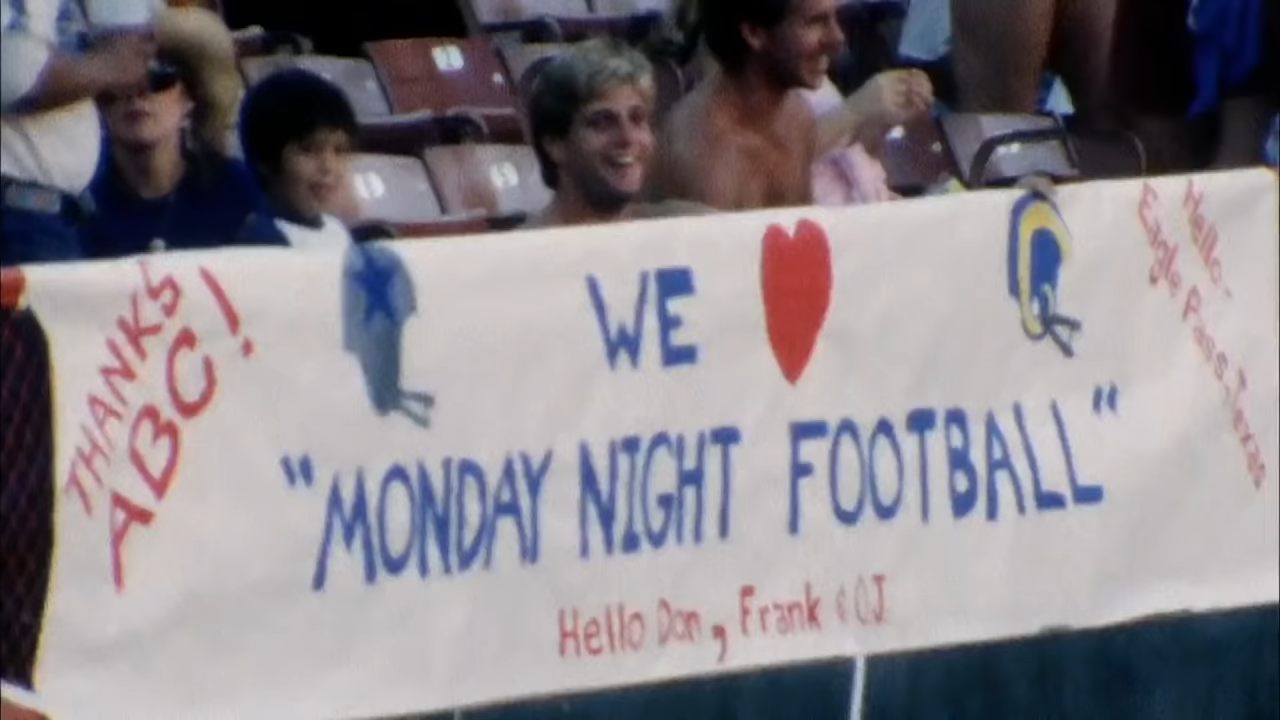 THANKS
ABC!
WE
"MONDAY NIGHT FOOTBALL"
Hello Don, Frank & OJ
Hello-
Eagle Pass, Texas